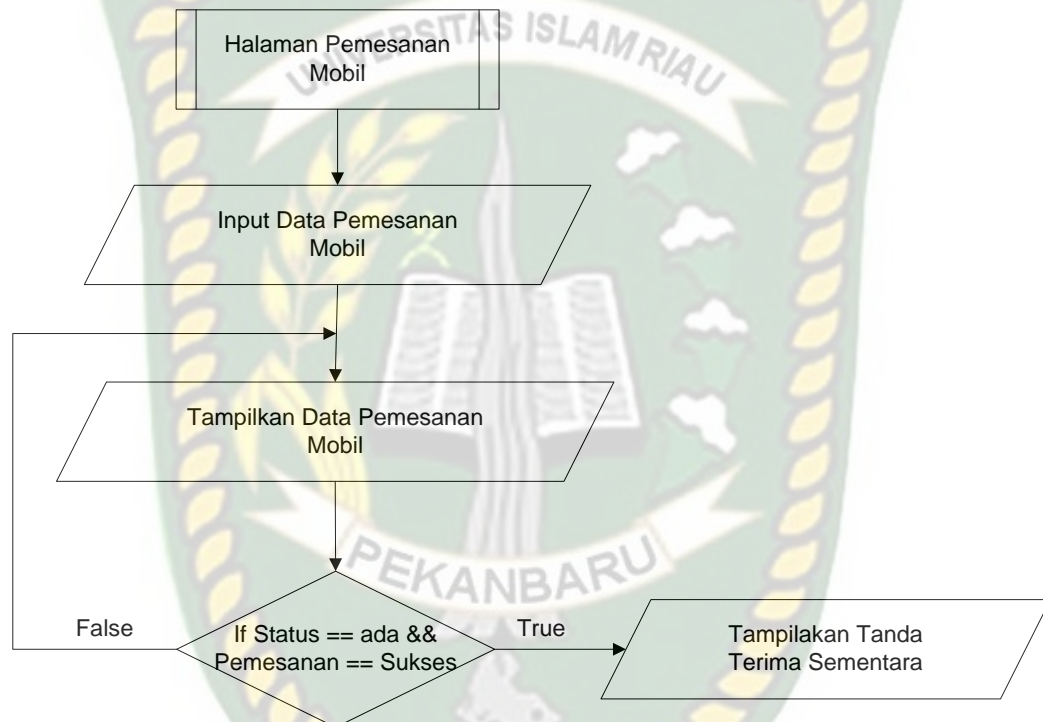 UNIVERSITAS ISLAM RIAU
Halaman Pemesanan
Mobil
Input Data Pemesanan
Mobil
Tampilkan Data Pemesanan
Mobil
PEKANBARU
False
If Status == ada &&
Pemesanan == Sukses
True
Tampilakan Tanda
Terima Sementara